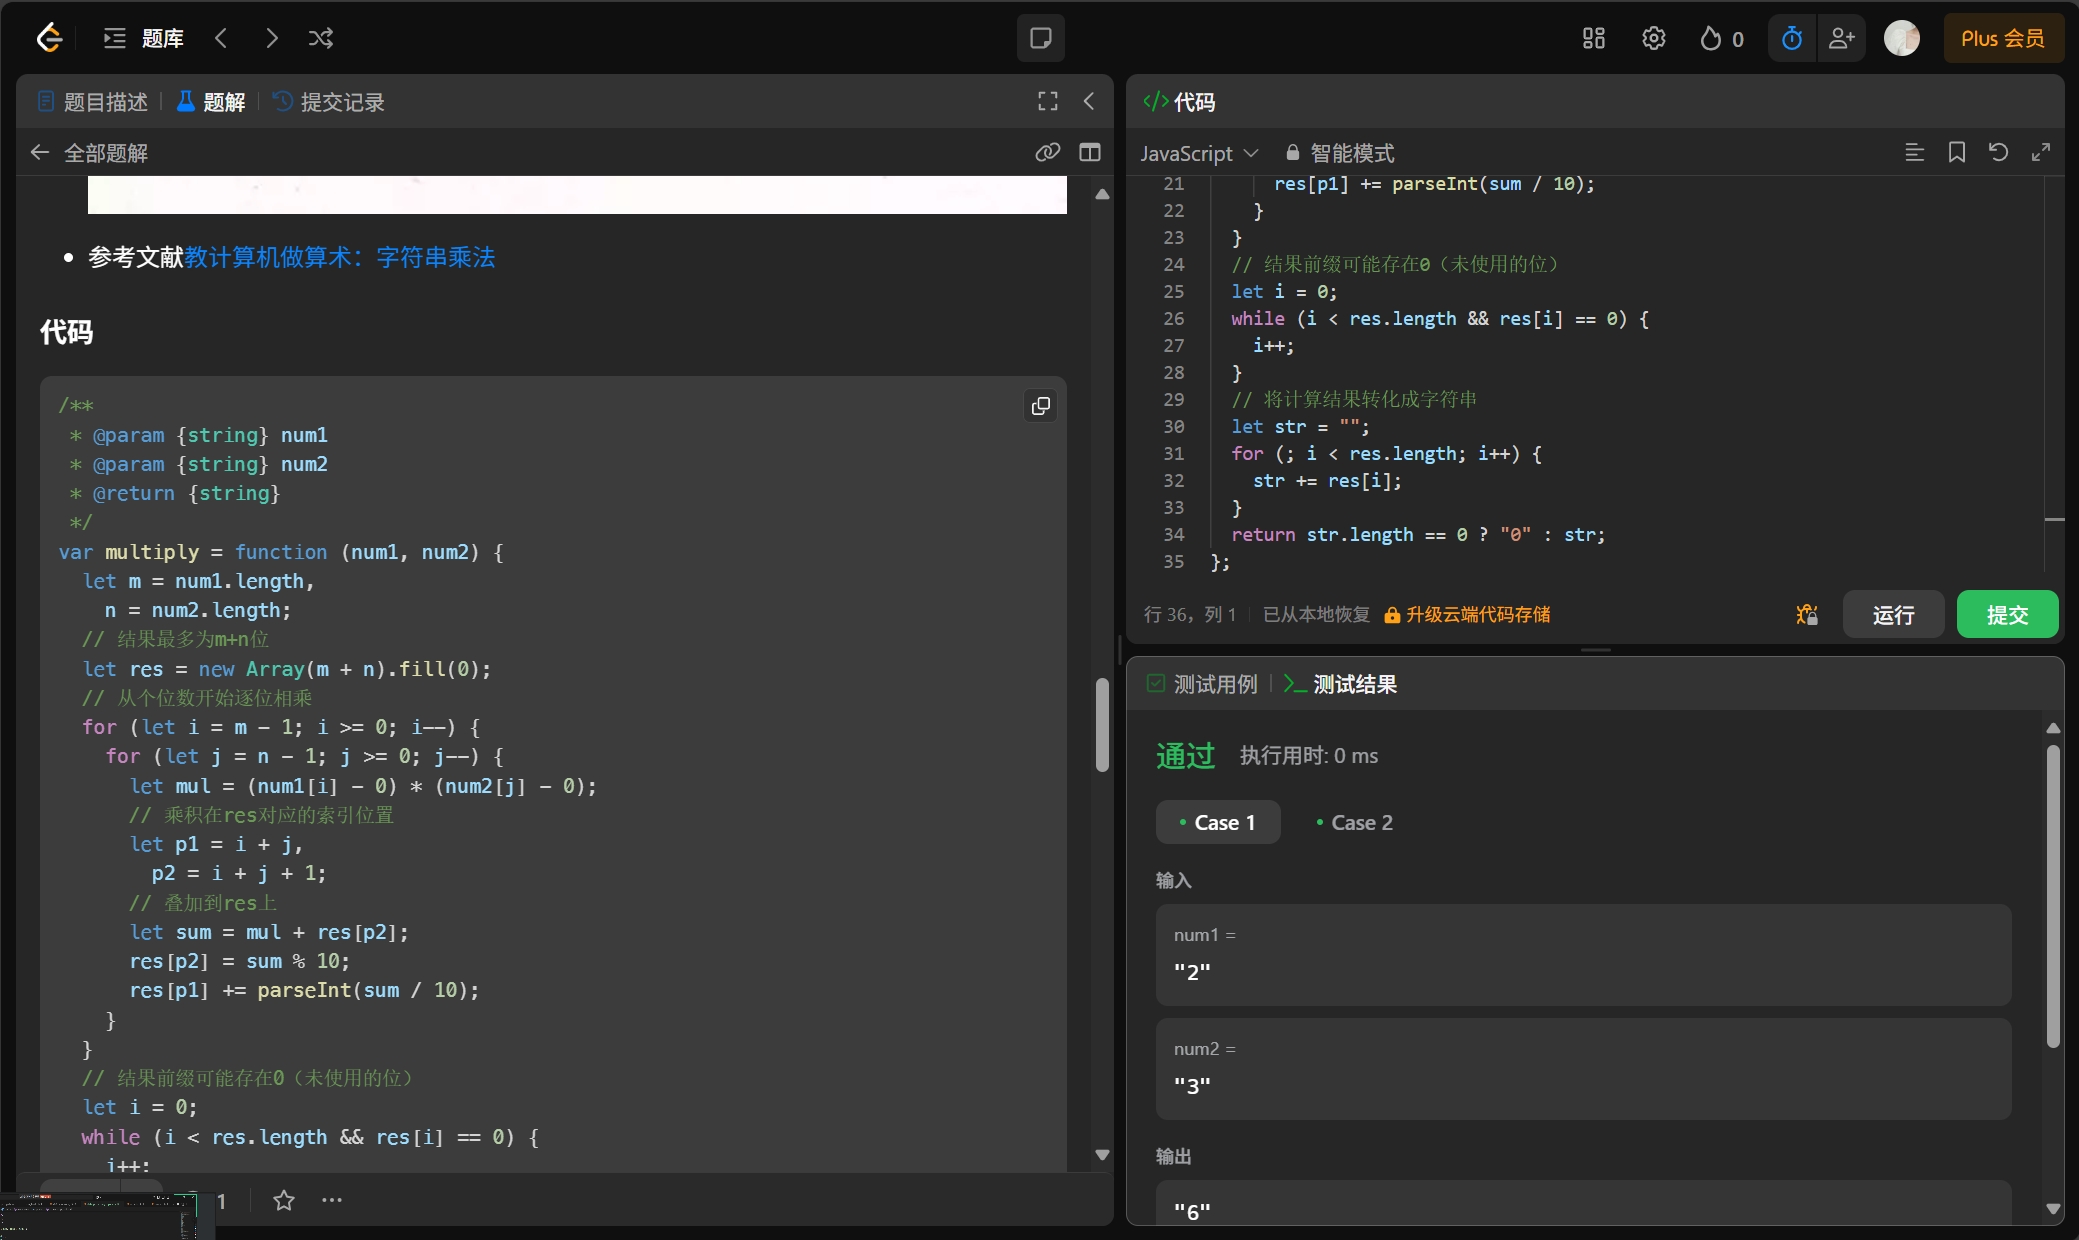 题库
0
Plus 会员
题目描述
题解
提交记录
全部题解
参考文献教计算机做算术：字符串乘法
代码
/**
 * @param {string} num1
 * @param {string} num2
 * @return {string}
 */
var multiply = function (num1, num2) {
  let m = num1.length,
    n = num2.length;
  // 结果最多为m+n位
  let res = new Array(m + n).fill(0);
  // 从个位数开始逐位相乘
  for (let i = m - 1; i >= 0; i--) {
    for (let j = n - 1; j >= 0; j--) {
      let mul = (num1[i] - 0) * (num2[j] - 0);
      // 乘积在res对应的索引位置
      let p1 = i + j,
        p2 = i + j + 1;
      // 叠加到res上
      let sum = mul + res[p2];
      res[p2] = sum % 10;
      res[p1] += parseInt(sum / 10);
    }
  }
  // 结果前缀可能存在0（未使用的位）
  let i = 0;
  while (i < res.length && res[i] == 0) {
    i++;
1
代码
JavaScript
智能模式
21 res[p1] += parseInt(sum / 10);
22 }
23 }
24 // 结果前缀可能存在0（未使用的位）
25 let i = 0;
26 while (i < res.length && res[i] == 0) {
27 i++;
28 }
29 // 将计算结果转化成字符串
30 let str = "";
31 for (; i < res.length; i++) {
32 str += res[i];
33 }
34 return str.length == 0 ? "0" : str;
35 };
行 36，列 1
已从本地恢复
升级云端代码存储
运行
提交
测试用例
测试结果
通过
执行用时: 0 ms
Case 1
Case 2
输入
num1 =
"2"
num2 =
"3"
输出
"6"